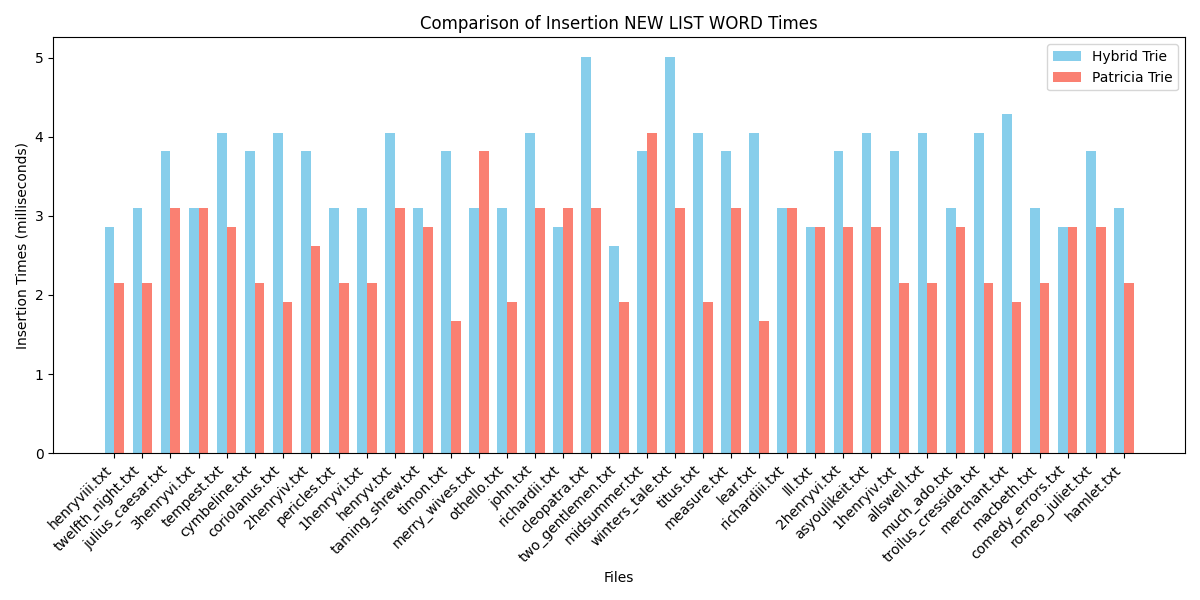 Comparison of Insertion NEW LIST WORD Times
Hybrid Trie
Patricia Trie
Insertion Times (milliseconds)
5
4
3
2
1
0
henryviii.txt
twelfth_night.txt
julius_caesar.txt
3henryvi.txt
tempest.txt
cymbeline.txt
coriolanus.txt
2henryiv.txt
pericles.txt
1henryvi.txt
henryv.txt
taming_shrew.txt
timon.txt
merry_wives.txt
othello.txt
john.txt
richardii.txt
cleopatra.txt
two_gentlemen.txt
midsummer.txt
winters_tale.txt
titus.txt
measure.txt
lear.txt
richardiii.txt
lll.txt
2henryvi.txt
asyoulikeit.txt
1henryiv.txt
allswell.txt
much_ado.txt
troilus_cressida.txt
merchant.txt
macbeth.txt
comedy_errors.txt
romeo_juliet.txt
hamlet.txt
Files